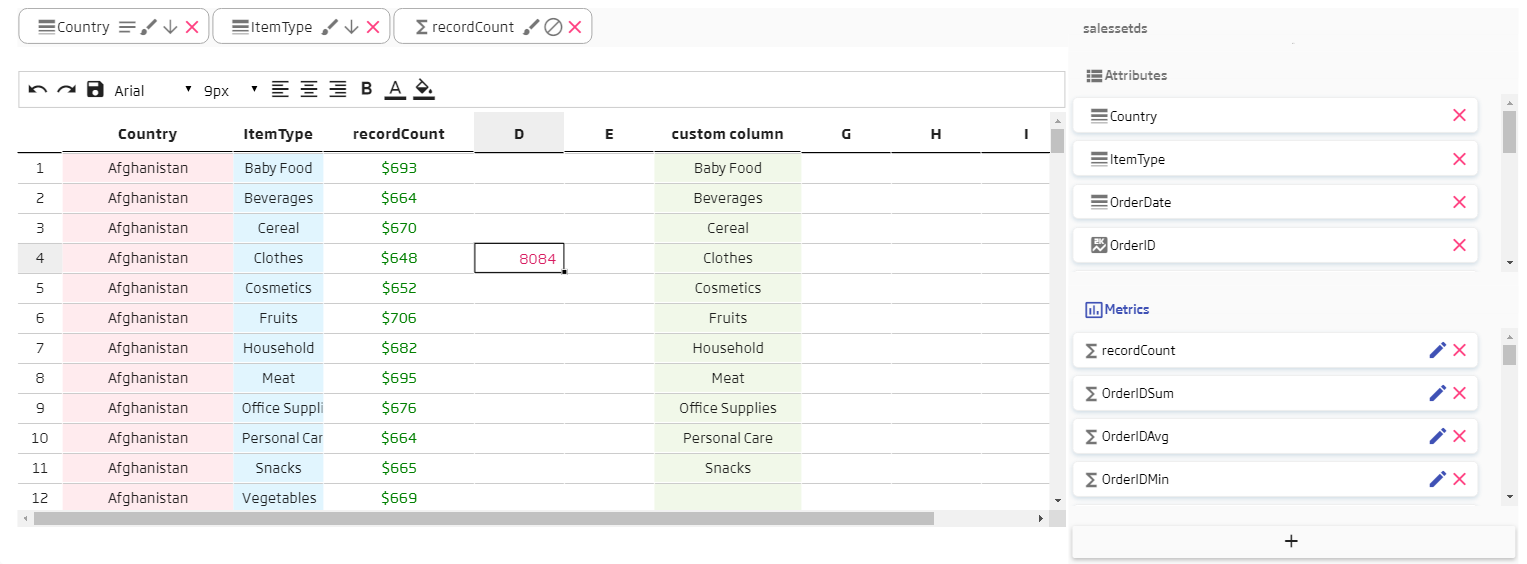 Country ItemType recordCount
salessetds
Attributes
Arial 9px B A
Country ItemType recordCount D E custom column G H I
1 Afghanistan Baby Food $693 Baby Food
2 Afghanistan Beverages $664 Beverages
3 Afghanistan Cereal $670 Cereal
4 Afghanistan Clothes $648 8084 Clothes
5 Afghanistan Cosmetics $652 Cosmetics
6 Afghanistan Fruits $706 Fruits
7 Afghanistan Household $682 Household
8 Afghanistan Meat $695 Meat
9 Afghanistan Office Suppli $676 Office Supplies
10 Afghanistan Personal Car $664 Personal Care
11 Afghanistan Snacks $665 Snacks
12 Afghanistan Vegetables $669
Country
ItemType
OrderDate
OrderID
Metrics
recordCount
OrderIDSum
OrderIDAvg
OrderIDMin